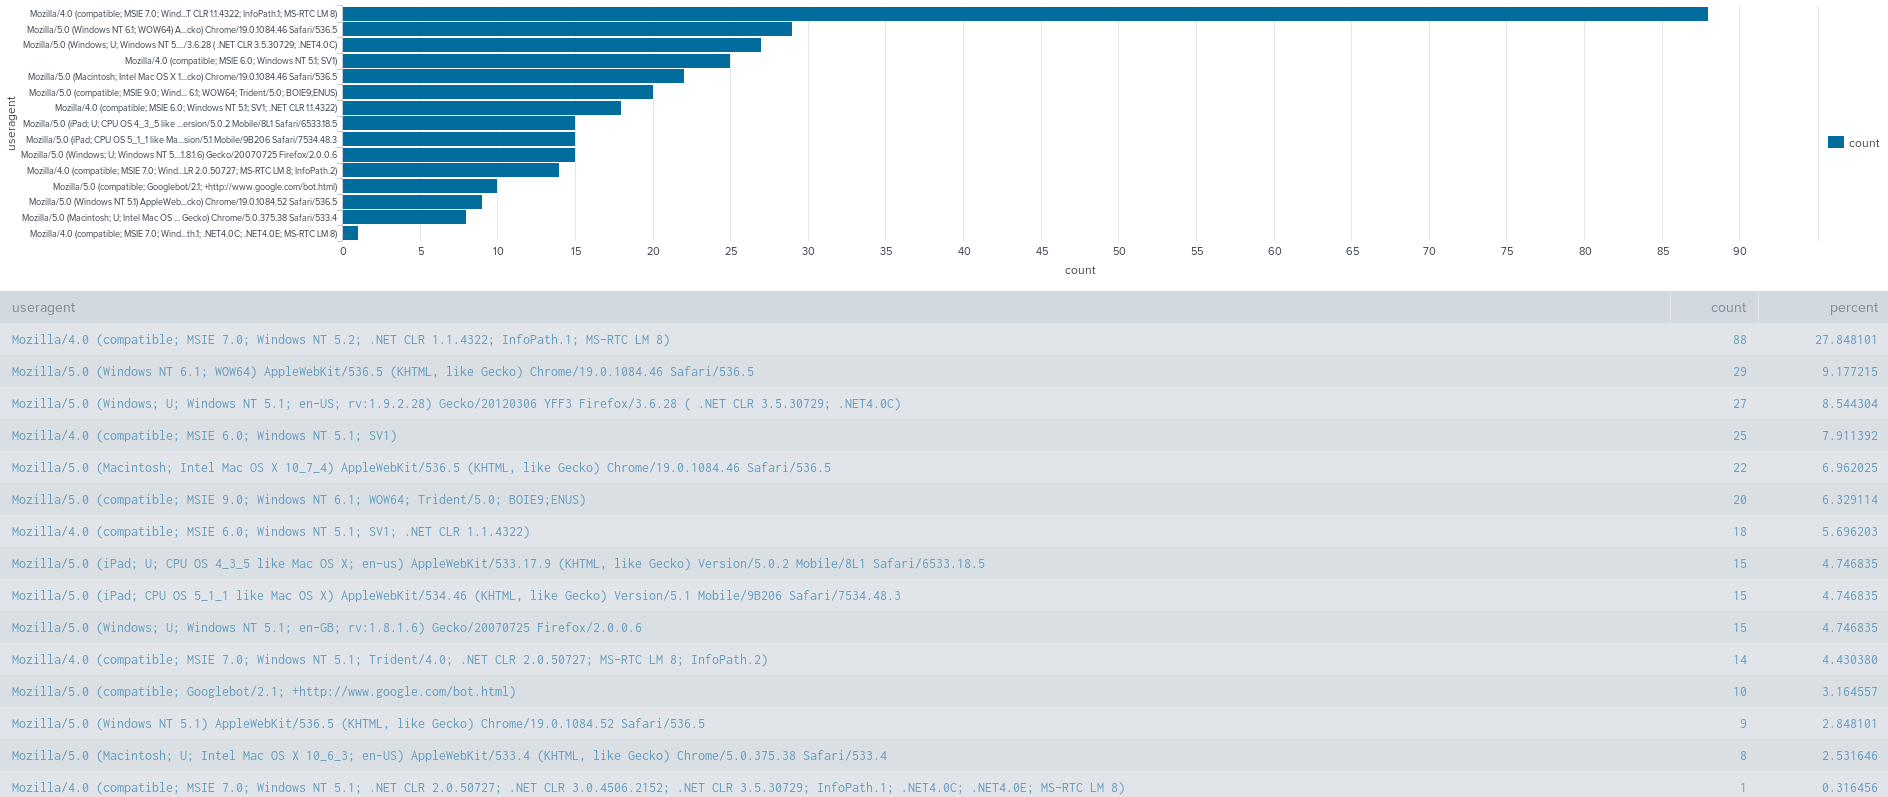 Mozilla/4.0 (compatible; MSIE 7.0; Wind...T CLR 1.1.4322; InfoPath.1; MS-RTC LM 8)
Mozilla/5.0 (Windows NT 6.1; WOW64) A...cko) Chrome/19.0.1084.46 Safari/536.5
Mozilla/5.0 (Windows; U; Windows NT 5..../3.6.28 ( .NET CLR 3.5.30729; .NET4.0C)
Mozilla/4.0 (compatible; MSIE 6.0; Windows NT 5.1; SV1)
Mozilla/5.0 (Macintosh; Intel Mac OS X 1...cko) Chrome/19.0.1084.46 Safari/536.5
Mozilla/5.0 (compatible; MSIE 9.0; Wind... 6.1; WOW64; Trident/5.0; BOIE9;ENUS)
Mozilla/4.0 (compatible; MSIE 6.0; Windows NT 5.1; SV1; .NET CLR 1.1.4322)
Mozilla/5.0 (iPad; U; CPU OS 4_3_5 like ...ersion/5.0.2 Mobile/8L1 Safari/6533.18.5
Mozilla/5.0 (iPad; CPU OS 5_1_1 like Ma...sion/5.1 Mobile/9B206 Safari/7534.48.3
Mozilla/5.0 (Windows; U; Windows NT 5...1.8.1.6) Gecko/20070725 Firefox/2.0.0.6
Mozilla/4.0 (compatible; MSIE 7.0; Wind...LR 2.0.50727; MS-RTC LM 8; InfoPath.2)
Mozilla/5.0 (compatible; Googlebot/2.1; +http://www.google.com/bot.html)
Mozilla/5.0 (Windows NT 5.1) AppleWeb...cko) Chrome/19.0.1084.52 Safari/536.5
Mozilla/5.0 (Macintosh; U; Intel Mac OS ... Gecko) Chrome/5.0.375.38 Safari/533.4
Mozilla/4.0 (compatible; MSIE 7.0; Wind...th.1; .NET4.0C; .NET4.0E; MS-RTC LM 8)
useragent
0 5 10 15 20 25 30 35 40 45 50 55 60 65 70 75 80 85 90
count
count
useragent count percent
Mozilla/4.0 (compatible; MSIE 7.0; Windows NT 5.2; .NET CLR 1.1.4322; InfoPath.1; MS-RTC LM 8) 88 27.848101
Mozilla/5.0 (Windows NT 6.1; WOW64) AppleWebKit/536.5 (KHTML, like Gecko) Chrome/19.0.1084.46 Safari/536.5 29 9.177215
Mozilla/5.0 (Windows; U; Windows NT 5.1; en-US; rv:1.9.2.28) Gecko/20120306 YFF3 Firefox/3.6.28 ( .NET CLR 3.5.30729; .NET4.0C) 27 8.544304
Mozilla/4.0 (compatible; MSIE 6.0; Windows NT 5.1; SV1) 25 7.911392
Mozilla/5.0 (Macintosh; Intel Mac OS X 10_7_4) AppleWebKit/536.5 (KHTML, like Gecko) Chrome/19.0.1084.46 Safari/536.5 22 6.962025
Mozilla/5.0 (compatible; MSIE 9.0; Windows NT 6.1; WOW64; Trident/5.0; BOIE9;ENUS) 20 6.329114
Mozilla/4.0 (compatible; MSIE 6.0; Windows NT 5.1; SV1; .NET CLR 1.1.4322) 18 5.696203
Mozilla/5.0 (iPad; U; CPU OS 4_3_5 like Mac OS X; en-us) AppleWebKit/533.17.9 (KHTML, like Gecko) Version/5.0.2 Mobile/8L1 Safari/6533.18.5 15 4.746835
Mozilla/5.0 (iPad; CPU OS 5_1_1 like Mac OS X) AppleWebKit/534.46 (KHTML, like Gecko) Version/5.1 Mobile/9B206 Safari/7534.48.3 15 4.746835
Mozilla/5.0 (Windows; U; Windows NT 5.1; en-GB; rv:1.8.1.6) Gecko/20070725 Firefox/2.0.0.6 15 4.746835
Mozilla/4.0 (compatible; MSIE 7.0; Windows NT 5.1; Trident/4.0; .NET CLR 2.0.50727; MS-RTC LM 8; InfoPath.2) 14 4.430380
Mozilla/5.0 (compatible; Googlebot/2.1; +http://www.google.com/bot.html) 10 3.164557
Mozilla/5.0 (Windows NT 5.1) AppleWebKit/536.5 (KHTML, like Gecko) Chrome/19.0.1084.52 Safari/536.5 9 2.848101
Mozilla/5.0 (Macintosh; U; Intel Mac OS X 10_6_3; en-US) AppleWebKit/533.4 (KHTML, like Gecko) Chrome/5.0.375.38 Safari/533.4 8 2.531646
Mozilla/4.0 (compatible; MSIE 7.0; Windows NT 5.1; .NET CLR 2.0.50727; .NET CLR 3.0.4506.2152; .NET CLR 3.5.30729; InfoPath.1; .NET4.0C; .NET4.0E; MS-RTC LM 8) 1 0.316456